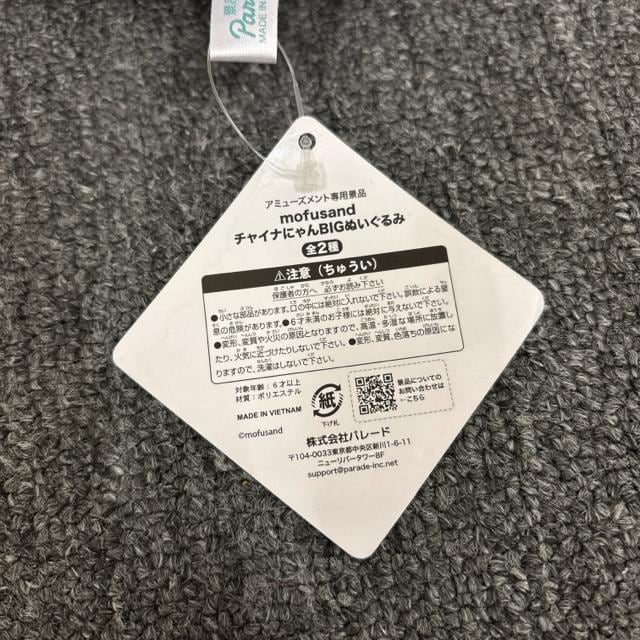 Para
MADE IN
アミューズメント専用景品
mofusand
チャイナにゃんBIGぬいぐるみ
全2種
⚠注意(ちゅうい)
保護者の方へ 必ずお読み下さい
●小さな部品があります。口の中には絶対に入れないで下さい。誤飲による窒
息の危険があります。●6才未満のお子様には絶対に与えないで下さい。
●変形、変質や火災の原因となりますので、高温・多湿な場所に放置し
たり、火気に近づけたりしないで下さい。●変形、変質、色落ちの原因にな
りますので、洗濯はしないで下さい。
対象年齢:6才以上
材質:ポリエステル
MADE IN VIETNAM
©mofusand
紙
下げ札
景品についての
お問い合わせは
こちら
株式会社パレード
〒104-0033東京都中央区新川1-6-11
ニューリバータワー8F
support@parade-inc.net